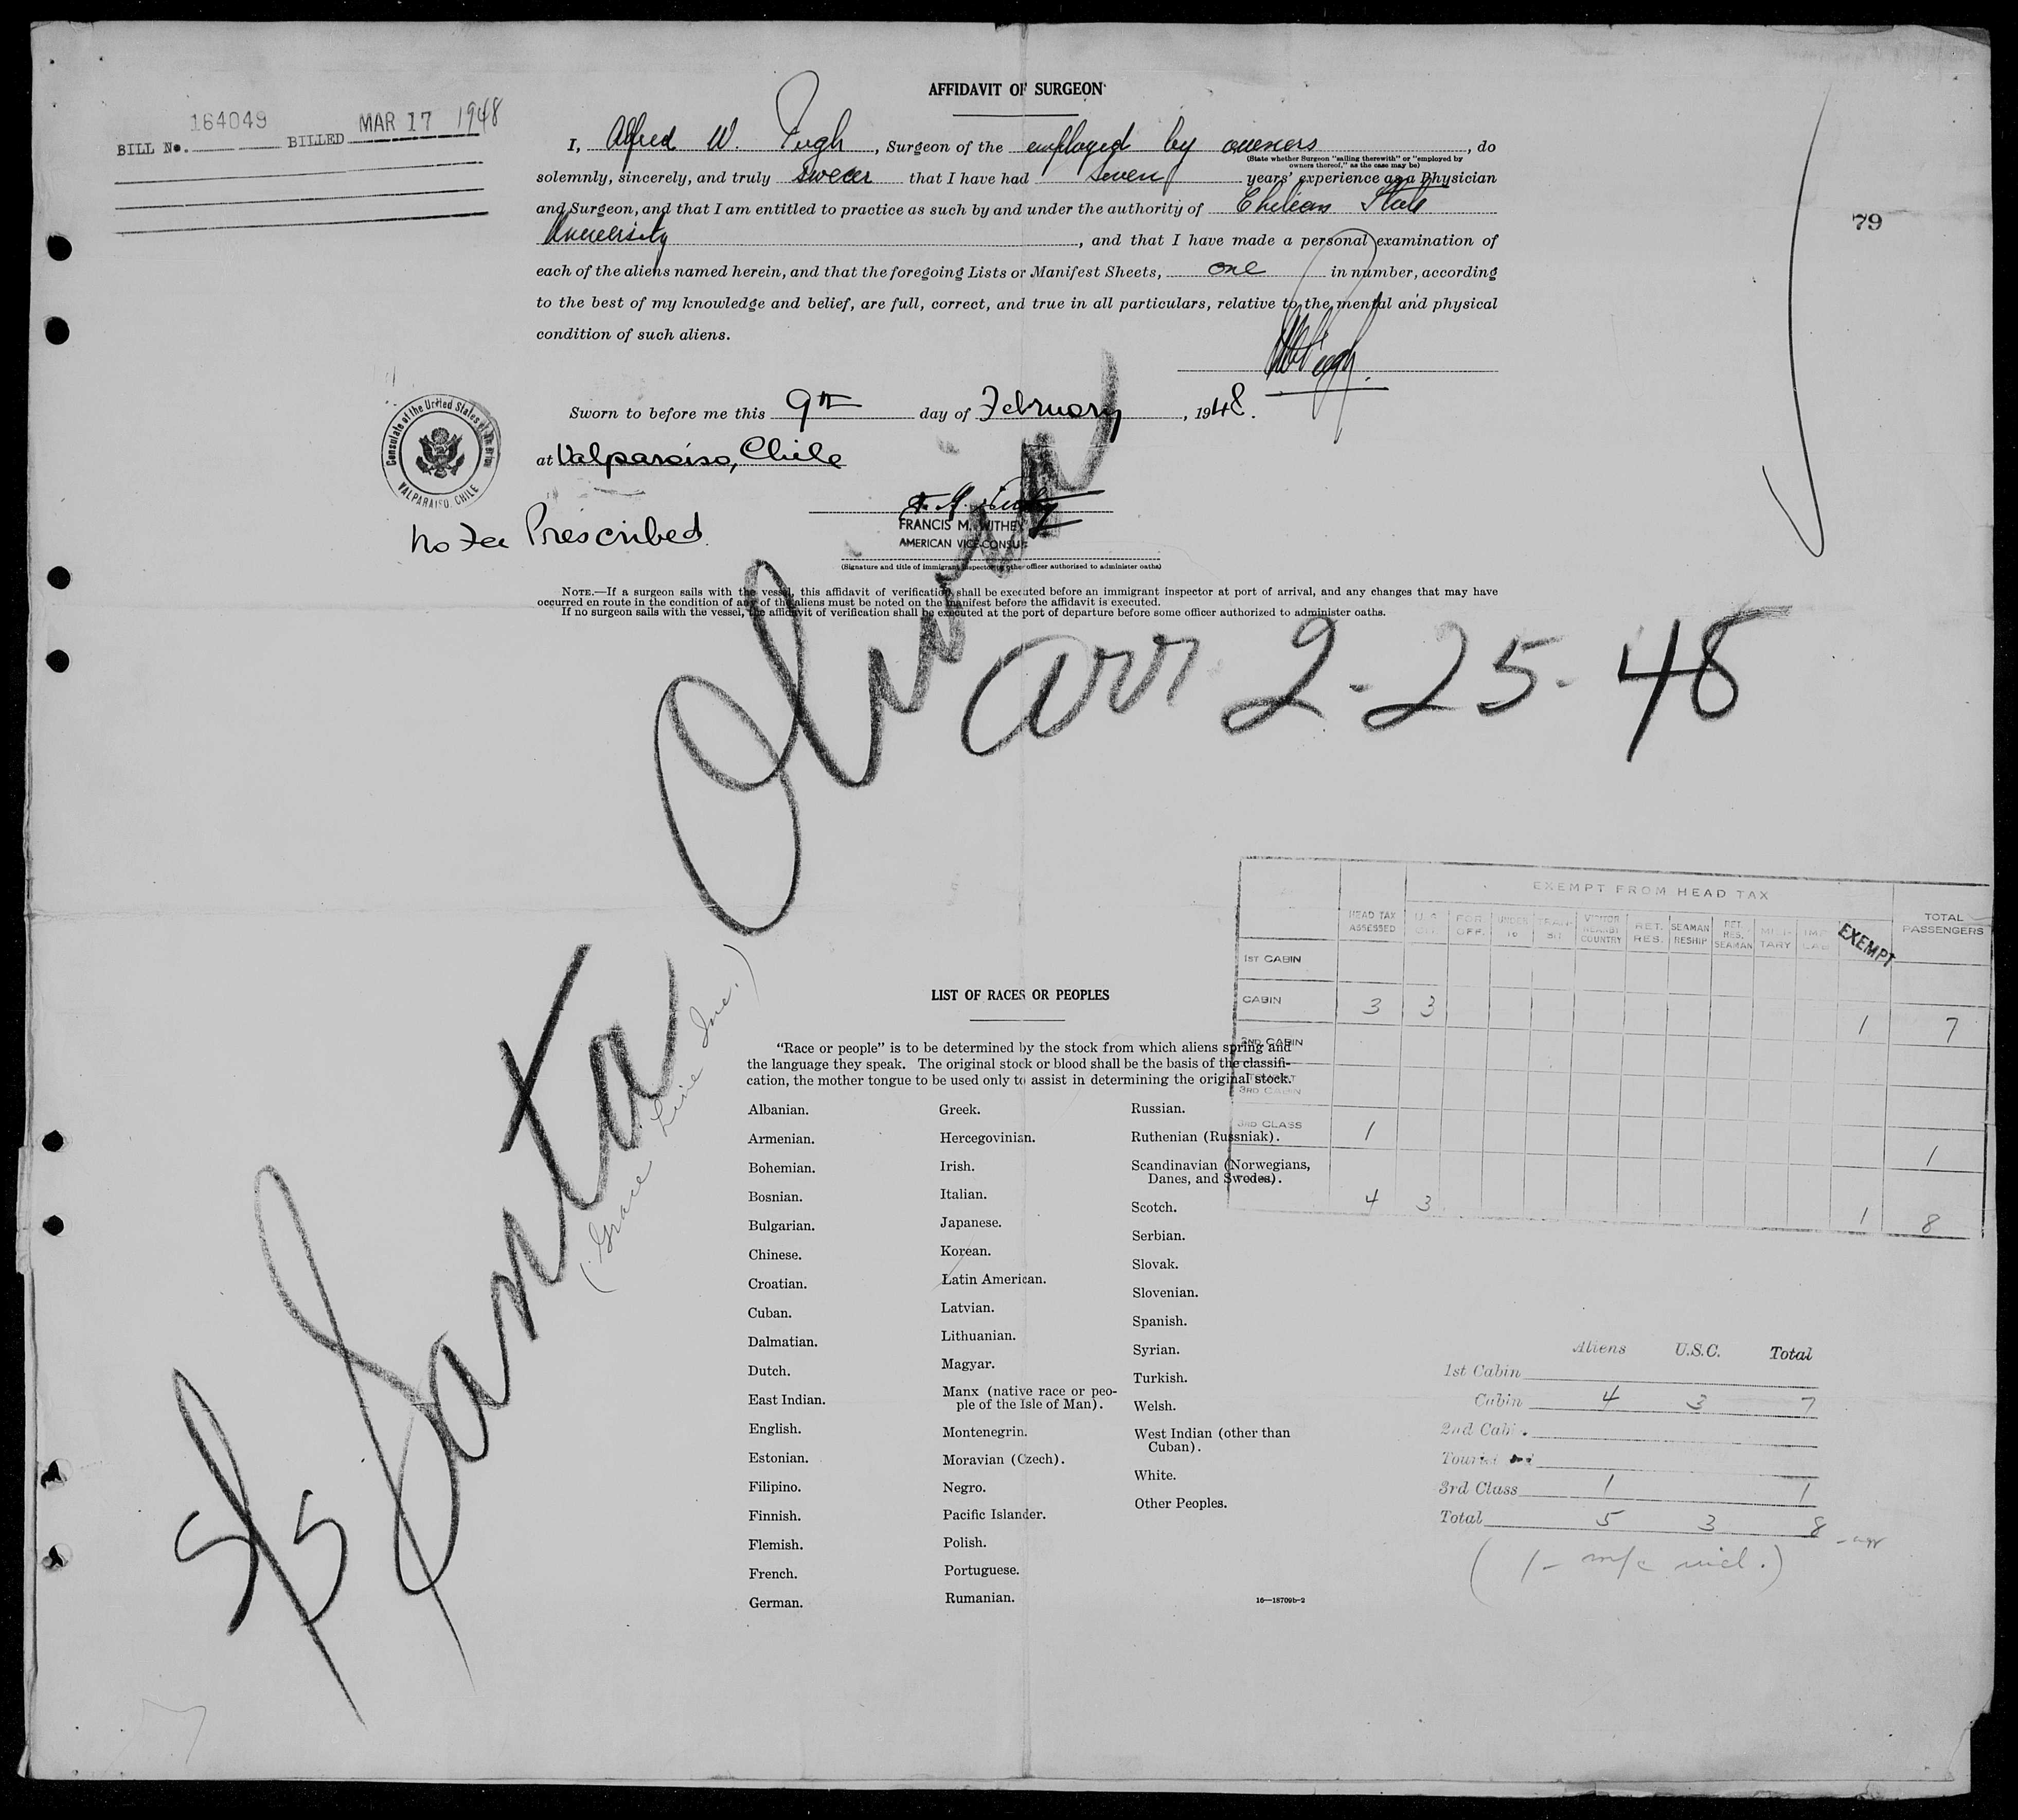 AFFIDAVIT OF SURGEON
184049
BILL No. BILLED MAR 17 1948
I, Alfred W. Pugh, Surgeon of the employed by owners, do
(State whether Surgeon "sailing therewith" or "employed by
owners thereof," as the case may be)
solemnly, sincerely, and truly swear that I have had seven years' experience as a Physician
and Surgeon, and that I am entitled to practice as such by and under the authority of Chilean State
University, and that I have made a personal examination of
each of the aliens named herein, and that the foregoing Lists or Manifest Sheets, one in number, according
to the best of my knowledge and belief, are full, correct, and true in all particulars, relative to the mental and physical
condition of such aliens.
79
Sworn to before me this 9th day of February, 1948.
at Valparaiso, Chile
Consulate of the United States of America
VALPARAISO, CHILE
No Fee Prescribed.
FRANCIS M. WITHEY
AMERICAN VICE CONSUL
(Signature and title of immigrant inspector or other officer authorized to administer oaths)
NOTE.—If a surgeon sails with the vessel, this affidavit of verification shall be executed before an immigrant inspector at port of arrival, and any changes that may have
occurred en route in the condition of any of the aliens must be noted on the manifest before the affidavit is executed.
If no surgeon sails with the vessel, the affidavit of verification shall be executed at the port of departure before some officer authorized to administer oaths.
arr 2-25-48
S/S Santa Olivia
(Grace Line Inc.)
EXEMPT FROM HEAD TAX
HEAD TAX ASSESSED
U.S. CIT.
FOR. OFF.
UNDER 16
TRAN-SIT
VISITOR NEARBY COUNTRY
RET. RES.
SEAMAN RESHIP
RET. RES. SEAMAN
MILI-TARY
IMP LAB
EXEMPT
TOTAL PASSENGERS
1ST CABIN
CABIN 3 3 1 7
2ND CABIN
3RD CABIN
3RD CLASS 1 1
4 3 1 8
LIST OF RACES OR PEOPLES
"Race or people" is to be determined by the stock from which aliens spring and
the language they speak. The original stock or blood shall be the basis of the classifi-
cation, the mother tongue to be used only to assist in determining the original stock.
Albanian.
Armenian.
Bohemian.
Bosnian.
Bulgarian.
Chinese.
Croatian.
Cuban.
Dalmatian.
Dutch.
East Indian.
English.
Estonian.
Filipino.
Finnish.
Flemish.
French.
German.
Greek.
Hercegovinian.
Irish.
Italian.
Japanese.
Korean.
Latin American.
Latvian.
Lithuanian.
Magyar.
Manx (native race or peo-
ple of the Isle of Man).
Montenegrin.
Moravian (Czech).
Negro.
Pacific Islander.
Polish.
Portuguese.
Rumanian.
Russian.
Ruthenian (Russniak).
Scandinavian (Norwegians,
Danes, and Swedes).
Scotch.
Serbian.
Slovak.
Slovenian.
Spanish.
Syrian.
Turkish.
Welsh.
West Indian (other than
Cuban).
White.
Other Peoples.
16—18709b-2
Aliens U.S.C. Total
1st Cabin
Cabin 4 3 7
2nd Cabin
Tourist
3rd Class 1 1
Total 5 3 8
(1- m/c incl.)